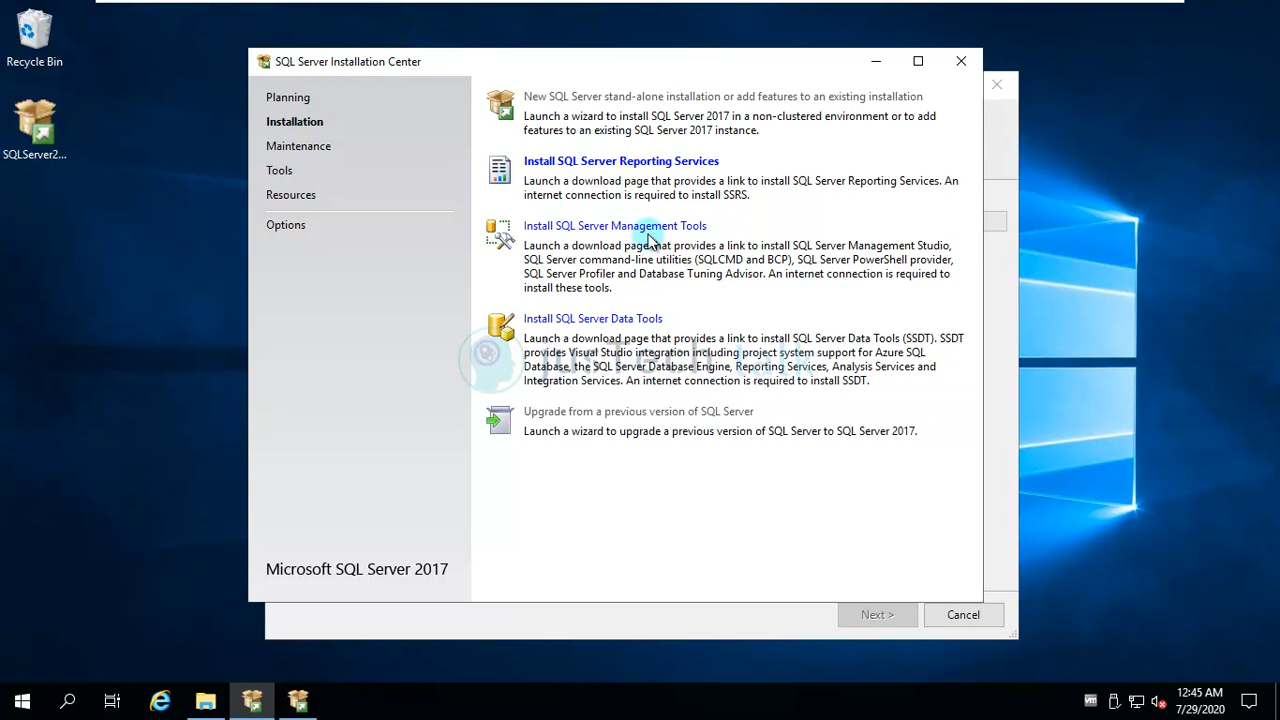 Recycle Bin
SQLServer2...
SQL Server Installation Center
Planning
Installation
Maintenance
Tools
Resources
Options
Microsoft SQL Server 2017
New SQL Server stand-alone installation or add features to an existing installation
Launch a wizard to install SQL Server 2017 in a non-clustered environment or to add
features to an existing SQL Server 2017 instance.
Install SQL Server Reporting Services
Launch a download page that provides a link to install SQL Server Reporting Services. An
internet connection is required to install SSRS.
Install SQL Server Management Tools
Launch a download page that provides a link to install SQL Server Management Studio,
SQL Server command-line utilities (SQLCMD and BCP), SQL Server PowerShell provider,
SQL Server Profiler and Database Tuning Advisor. An internet connection is required to
install these tools.
Install SQL Server Data Tools
Launch a download page that provides a link to install SQL Server Data Tools (SSDT). SSDT
provides Visual Studio integration including project system support for Azure SQL
Database, the SQL Server Database Engine, Reporting Services, Analysis Services and
Integration Services. An internet connection is required to install SSDT.
jusTech talk
Upgrade from a previous version of SQL Server
Launch a wizard to upgrade a previous version of SQL Server to SQL Server 2017.
Next >
Cancel
vm
12:45 AM
7/29/2020